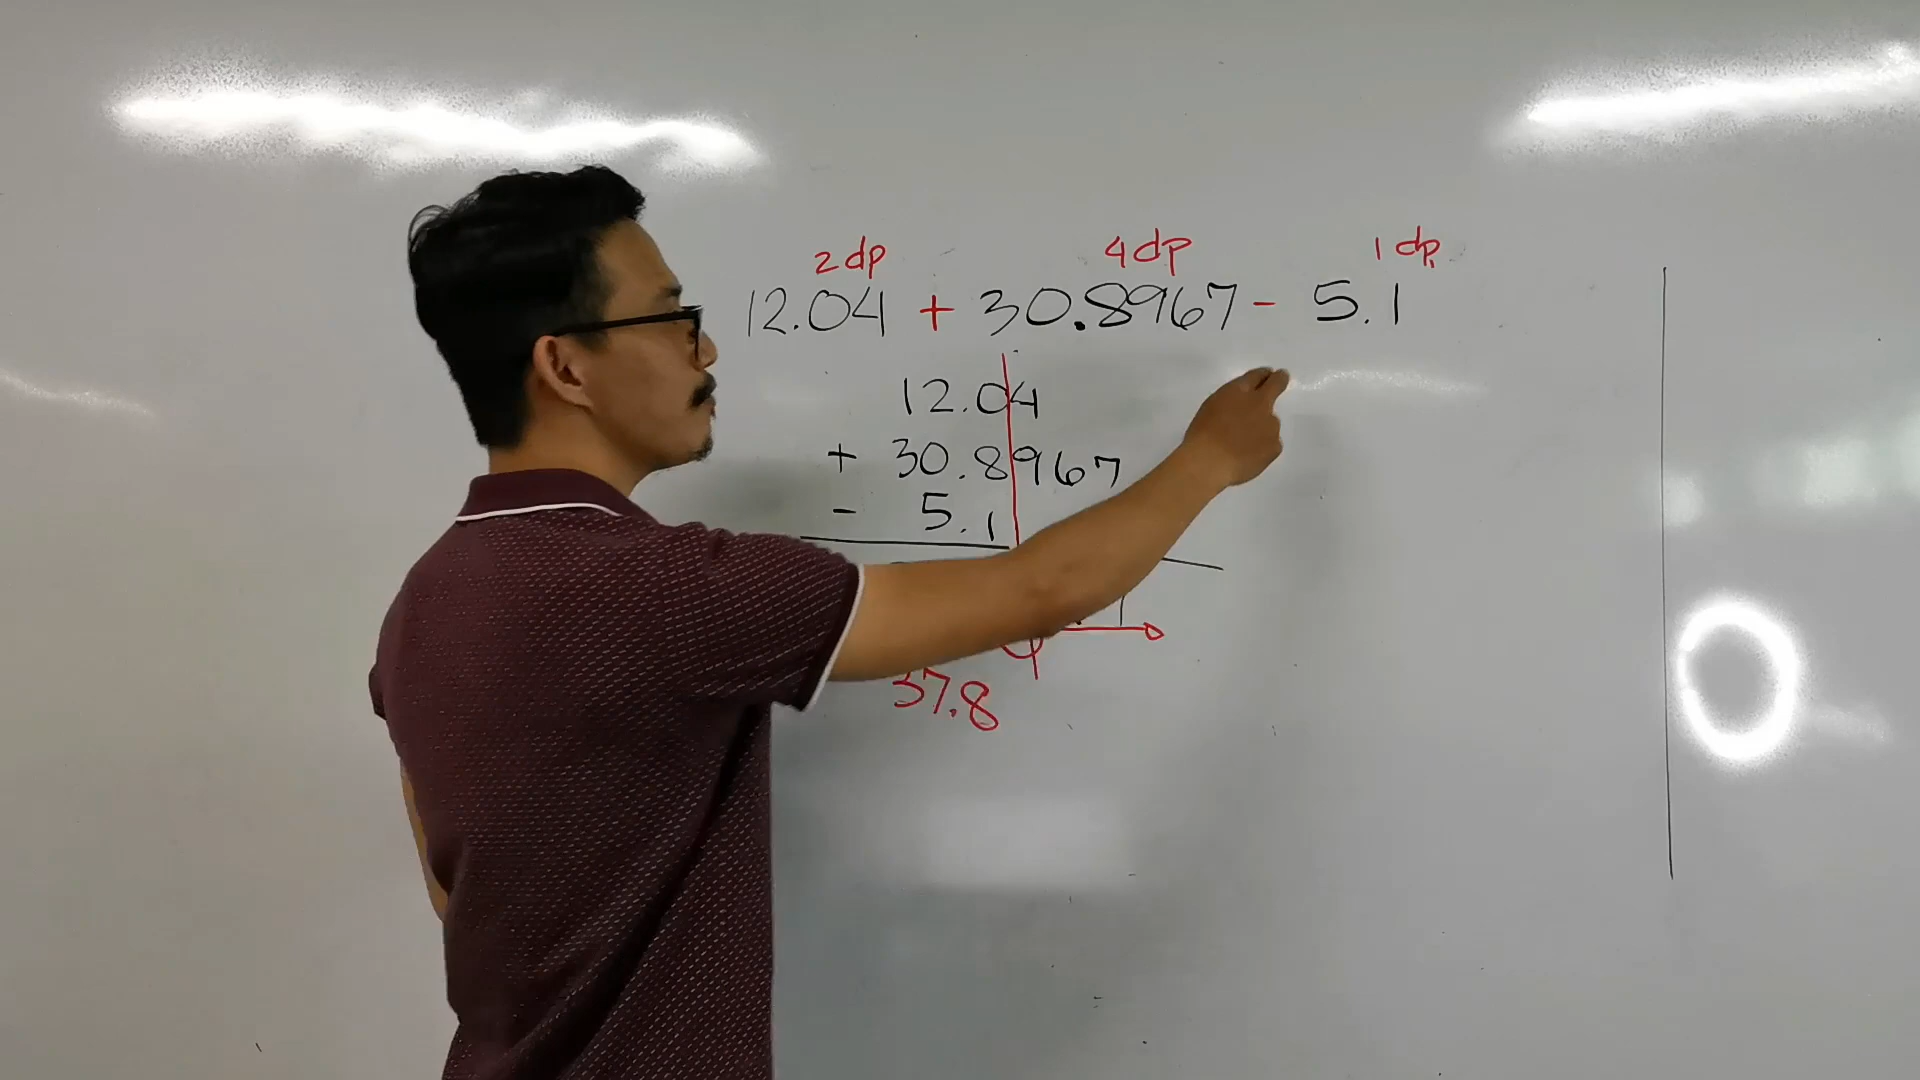 2dp 4dp 1dp
12.04 + 30.8967 - 5.1
12.04
+ 30.8967
- 5.1
37.8